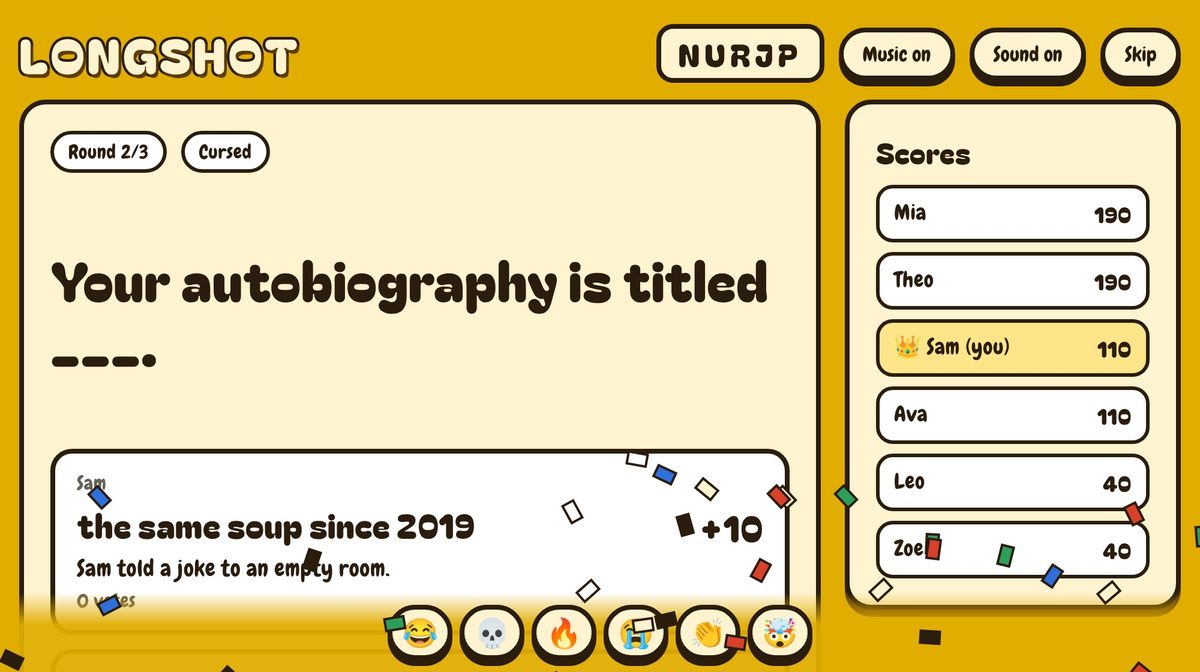 LONGSHOT
NURJP
Music on
Sound on
Skip
Round 2/3
Cursed
Your autobiography is titled
___.
Sam
the same soup since 2019
+10
Sam told a joke to an empty room.
0 votes
Scores
Mia 190
Theo 190
Sam (you) 110
Ava 110
Leo 40
Zoe 40